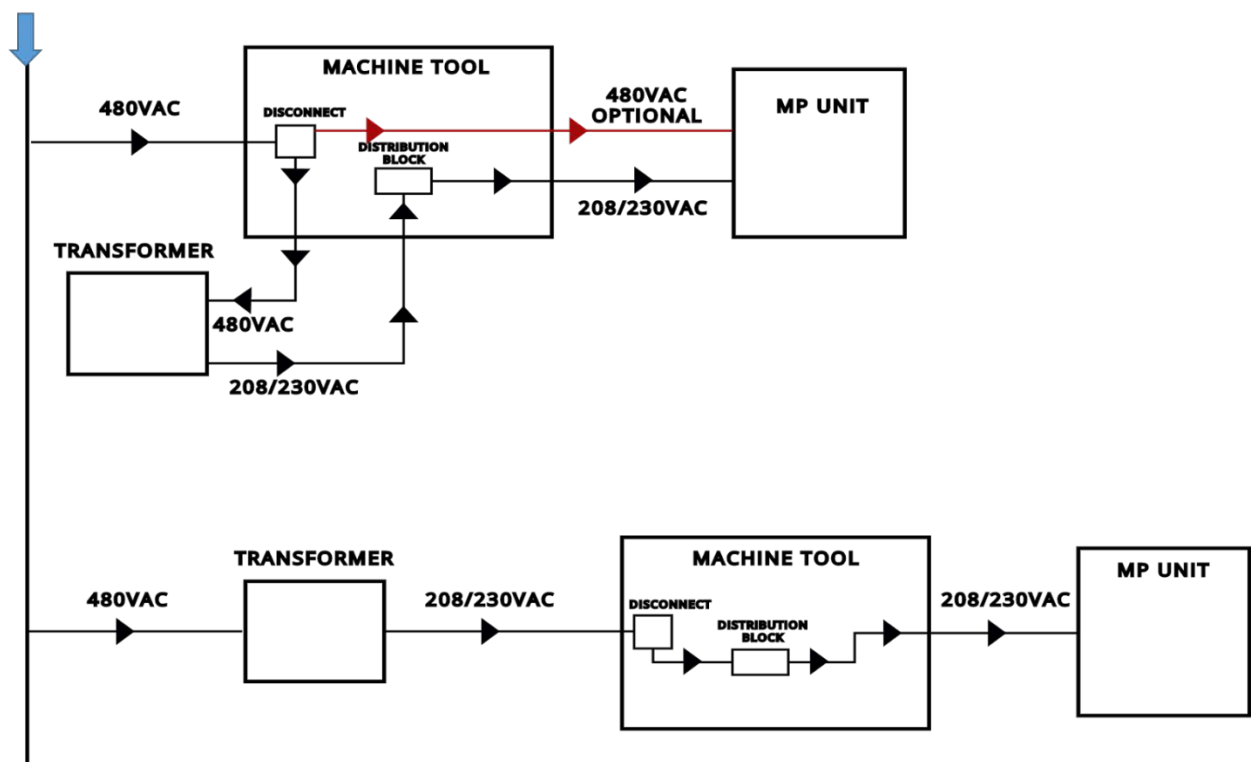 MACHINE TOOL
480VAC
DISCONNECT
480VAC
OPTIONAL
MP UNIT
DISTRIBUTION
BLOCK
208/230VAC
TRANSFORMER
480VAC
208/230VAC
TRANSFORMER
MACHINE TOOL
MP UNIT
480VAC
208/230VAC
DISCONNECT
DISTRIBUTION
BLOCK
208/230VAC